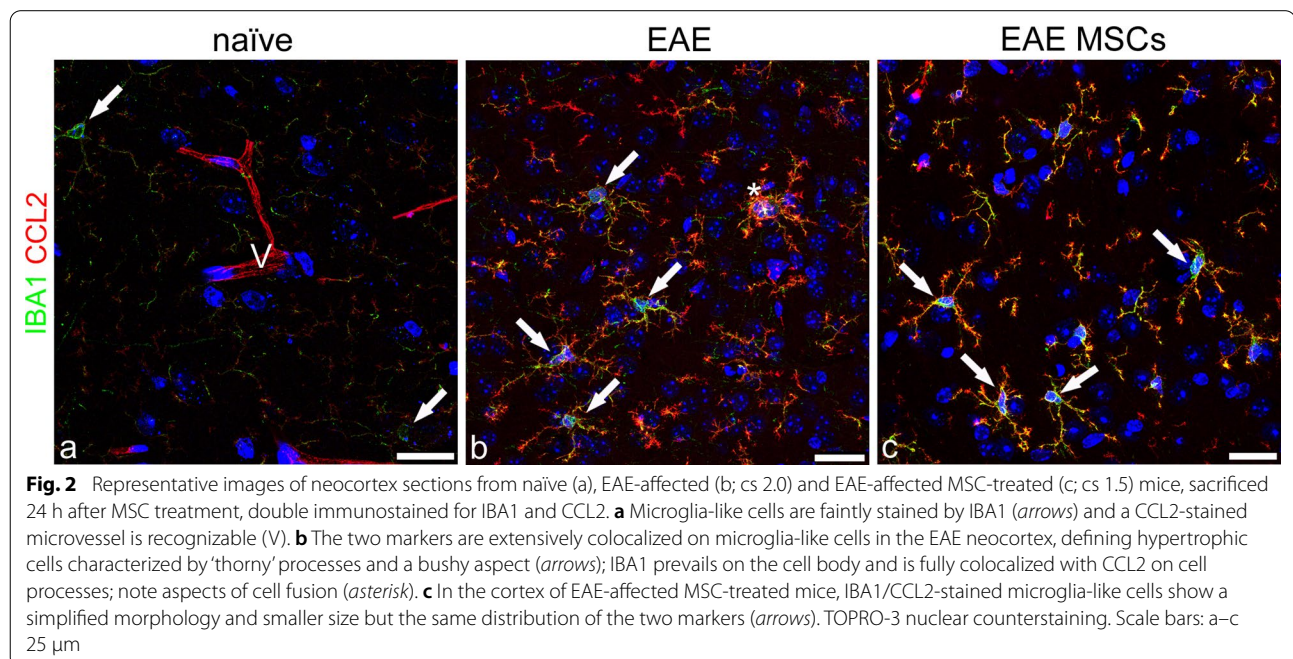 naïve
EAE
EAE MSCs
IBA1 CCL2
V
*
a
b
c
Fig. 2 Representative images of neocortex sections from naïve (a), EAE-affected (b; cs 2.0) and EAE-affected MSC-treated (c; cs 1.5) mice, sacrificed
24 h after MSC treatment, double immunostained for IBA1 and CCL2. a Microglia-like cells are faintly stained by IBA1 (arrows) and a CCL2-stained
microvessel is recognizable (V). b The two markers are extensively colocalized on microglia-like cells in the EAE neocortex, defining hypertrophic
cells characterized by ‘thorny’ processes and a bushy aspect (arrows); IBA1 prevails on the cell body and is fully colocalized with CCL2 on cell
processes; note aspects of cell fusion (asterisk). c In the cortex of EAE-affected MSC-treated mice, IBA1/CCL2-stained microglia-like cells show a
simplified morphology and smaller size but the same distribution of the two markers (arrows). TOPRO-3 nuclear counterstaining. Scale bars: a–c
25 µm